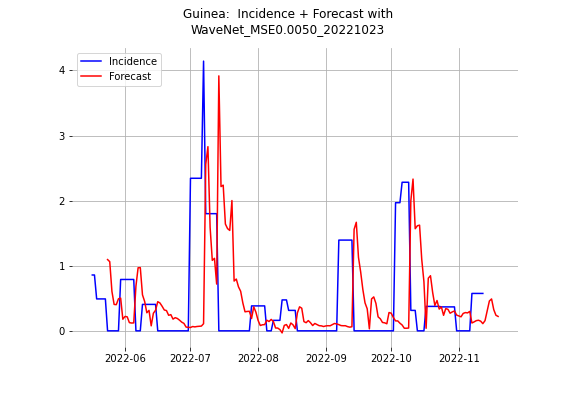 Guinea:  Incidence + Forecast with
WaveNet_MSE0.0050_20221023
Incidence
Forecast
4
3
2
1
0
2022-06 2022-07 2022-08 2022-09 2022-10 2022-11